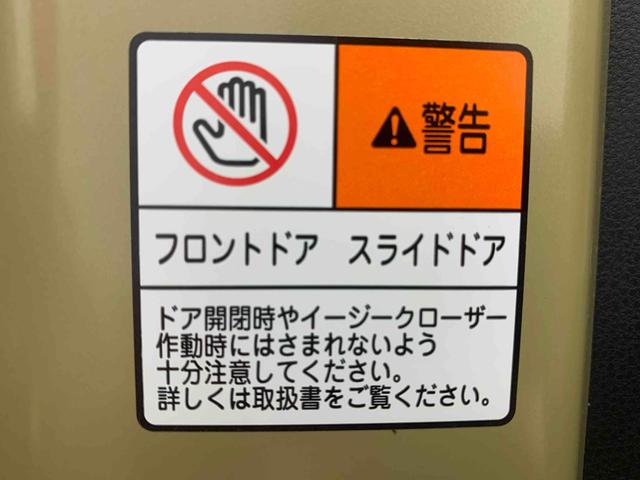 警告
フロントドア スライドドア
ドア開閉時やイージークローザー
作動時にはさまれないよう
十分注意してください。
詳しくは取扱書をご覧ください。